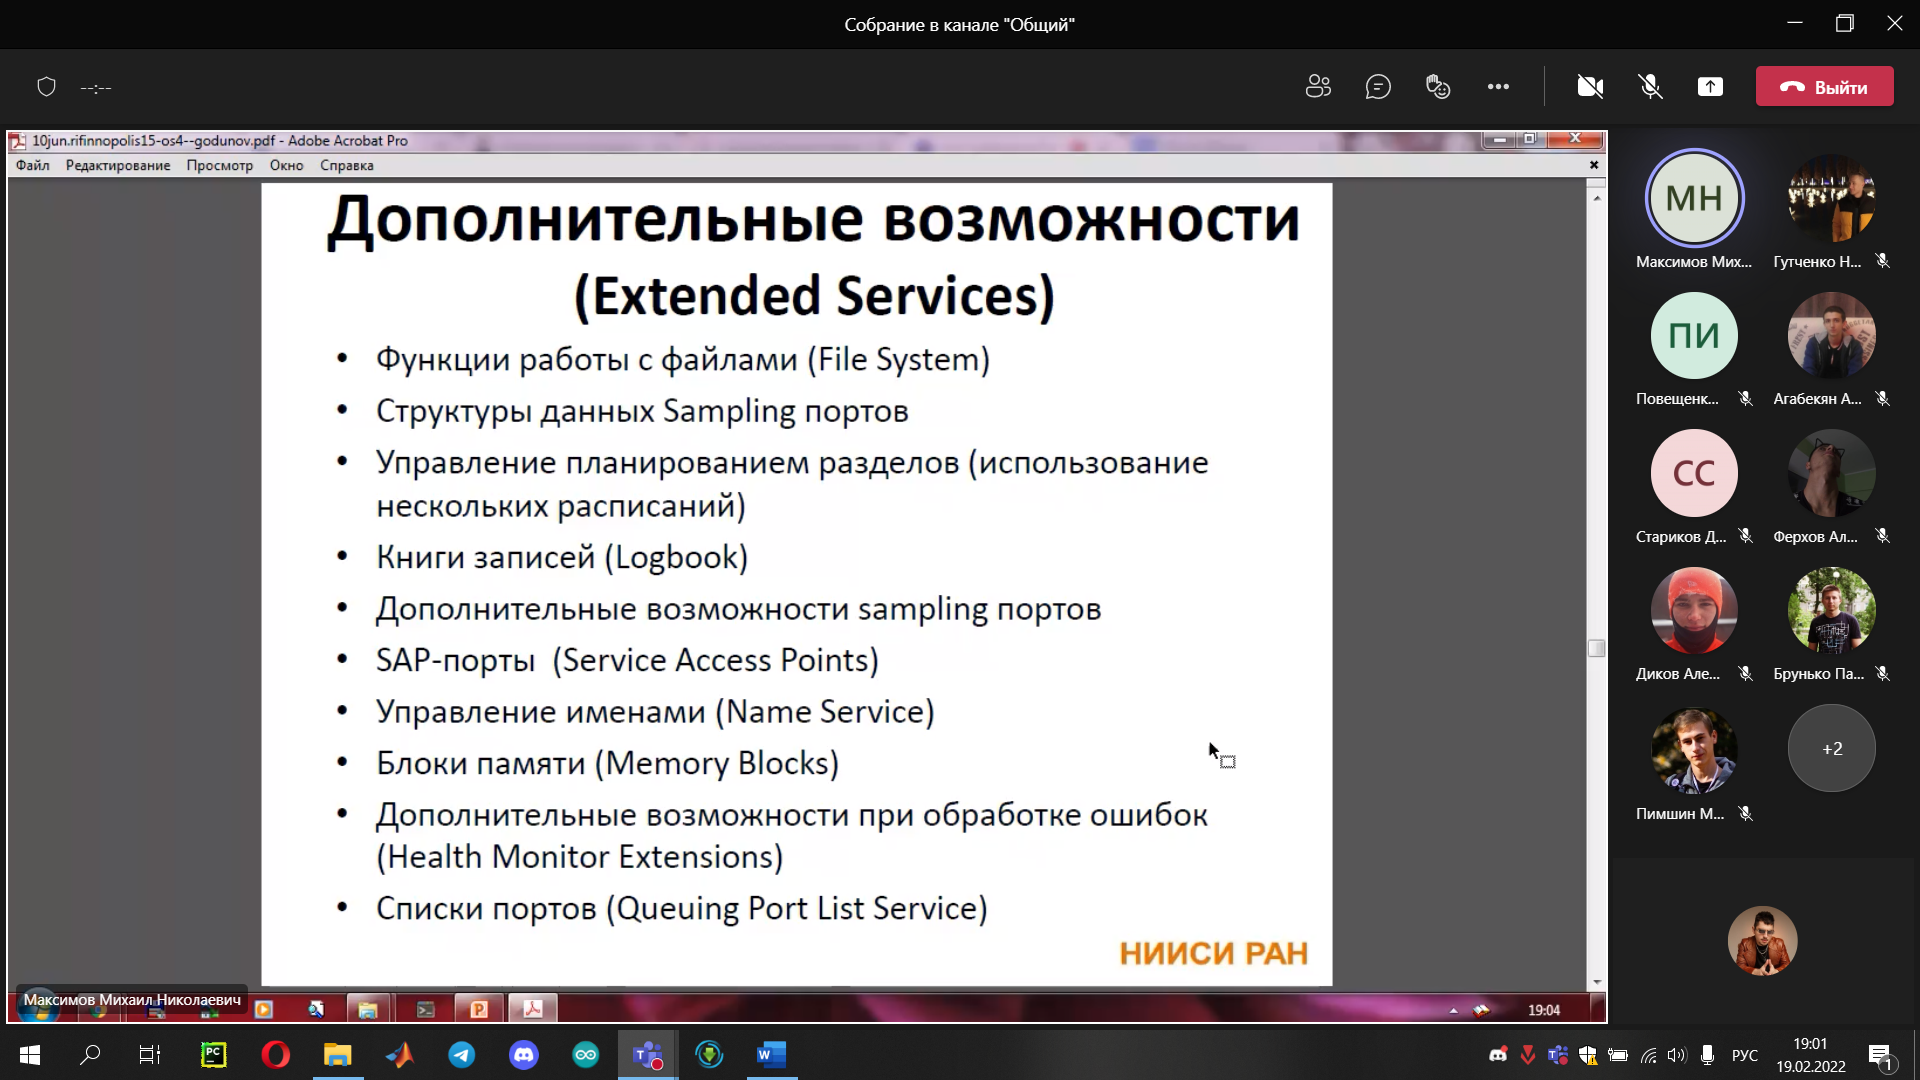 Собрание в канале "Общий"
--:--
Выйти
10jun.rifinnopolis15-os4--godunov.pdf - Adobe Acrobat Pro
Файл Редактирование Просмотр Окно Справка
Дополнительные возможности
(Extended Services)
• Функции работы с файлами (File System)
• Структуры данных Sampling портов
• Управление планированием разделов (использование
нескольких расписаний)
• Книги записей (Logbook)
• Дополнительные возможности sampling портов
• SAP-порты (Service Access Points)
• Управление именами (Name Service)
• Блоки памяти (Memory Blocks)
• Дополнительные возможности при обработке ошибок
(Health Monitor Extensions)
• Списки портов (Queuing Port List Service)
НИИСИ РАН
Максимов Михаил Николаевич
19:04
МН
Максимов Мих... Гутченко Н...
ПИ
Повещенк... Агабекян А...
СС
Стариков Д... Ферхов Ал...
Диков Але... Брунько Па...
+2
Пимшин М...
РУС
19:01
19.02.2022
1